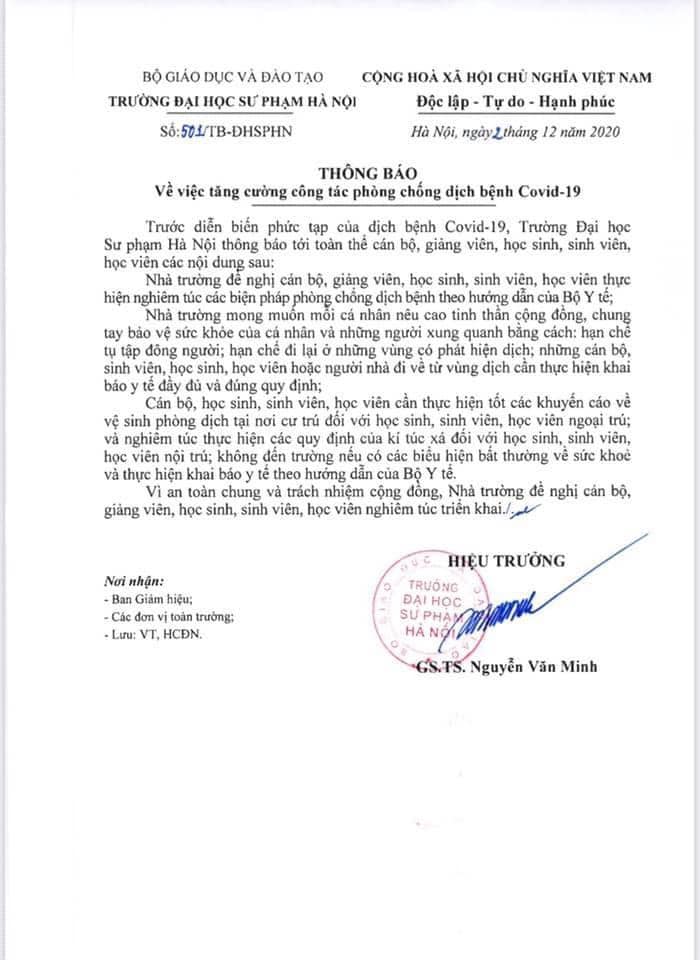 BỘ GIÁO DỤC VÀ ĐÀO TẠO
TRƯỜNG ĐẠI HỌC SƯ PHẠM HÀ NỘI
Số:501/TB-ĐHSPHN
CỘNG HOÀ XÃ HỘI CHỦ NGHĨA VIỆT NAM
Độc lập - Tự do - Hạnh phúc
Hà Nội, ngày 2 tháng 12 năm 2020
THÔNG BÁO
Về việc tăng cường công tác phòng chống dịch bệnh Covid-19
Trước diễn biến phức tạp của dịch bệnh Covid-19, Trường Đại học
Sư phạm Hà Nội thông báo tới toàn thể cán bộ, giảng viên, học sinh, sinh viên,
học viên các nội dung sau:
Nhà trường đề nghị cán bộ, giảng viên, học sinh, sinh viên, học viên thực
hiện nghiêm túc các biện pháp phòng chống dịch bệnh theo hướng dẫn của Bộ Y tế;
Nhà trường mong muốn mỗi cá nhân nêu cao tinh thần cộng đồng, chung
tay bảo vệ sức khỏe của cá nhân và những người xung quanh bằng cách: hạn chế
tụ tập đông người; hạn chế đi lại ở những vùng có phát hiện dịch; những cán bộ,
sinh viên, học sinh, học viên hoặc người nhà đi về từ vùng dịch cần thực hiện khai
báo y tế đầy đủ và đúng quy định;
Cán bộ, học sinh, sinh viên, học viên cần thực hiện tốt các khuyến cáo về
vệ sinh phòng dịch tại nơi cư trú đối với học sinh, sinh viên, học viên ngoại trú;
và nghiêm túc thực hiện các quy định của kí túc xá đối với học sinh, sinh viên,
học viên nội trú; không đến trường nếu có các biểu hiện bất thường về sức khoẻ
và thực hiện khai báo y tế theo hướng dẫn của Bộ Y tế.
Vì an toàn chung và trách nhiệm cộng đồng, Nhà trường đề nghị cán bộ,
giảng viên, học sinh, sinh viên, học viên nghiêm túc triển khai./.
HIỆU TRƯỞNG
Nơi nhận:
- Ban Giám hiệu;
- Các đơn vị toàn trường;
- Lưu: VT, HCĐN.
BỘ GIÁO DỤC VÀ ĐÀO TẠO
TRƯỜNG
ĐẠI HỌC
SƯ PHẠM
HÀ NỘI
GS.TS. Nguyễn Văn Minh